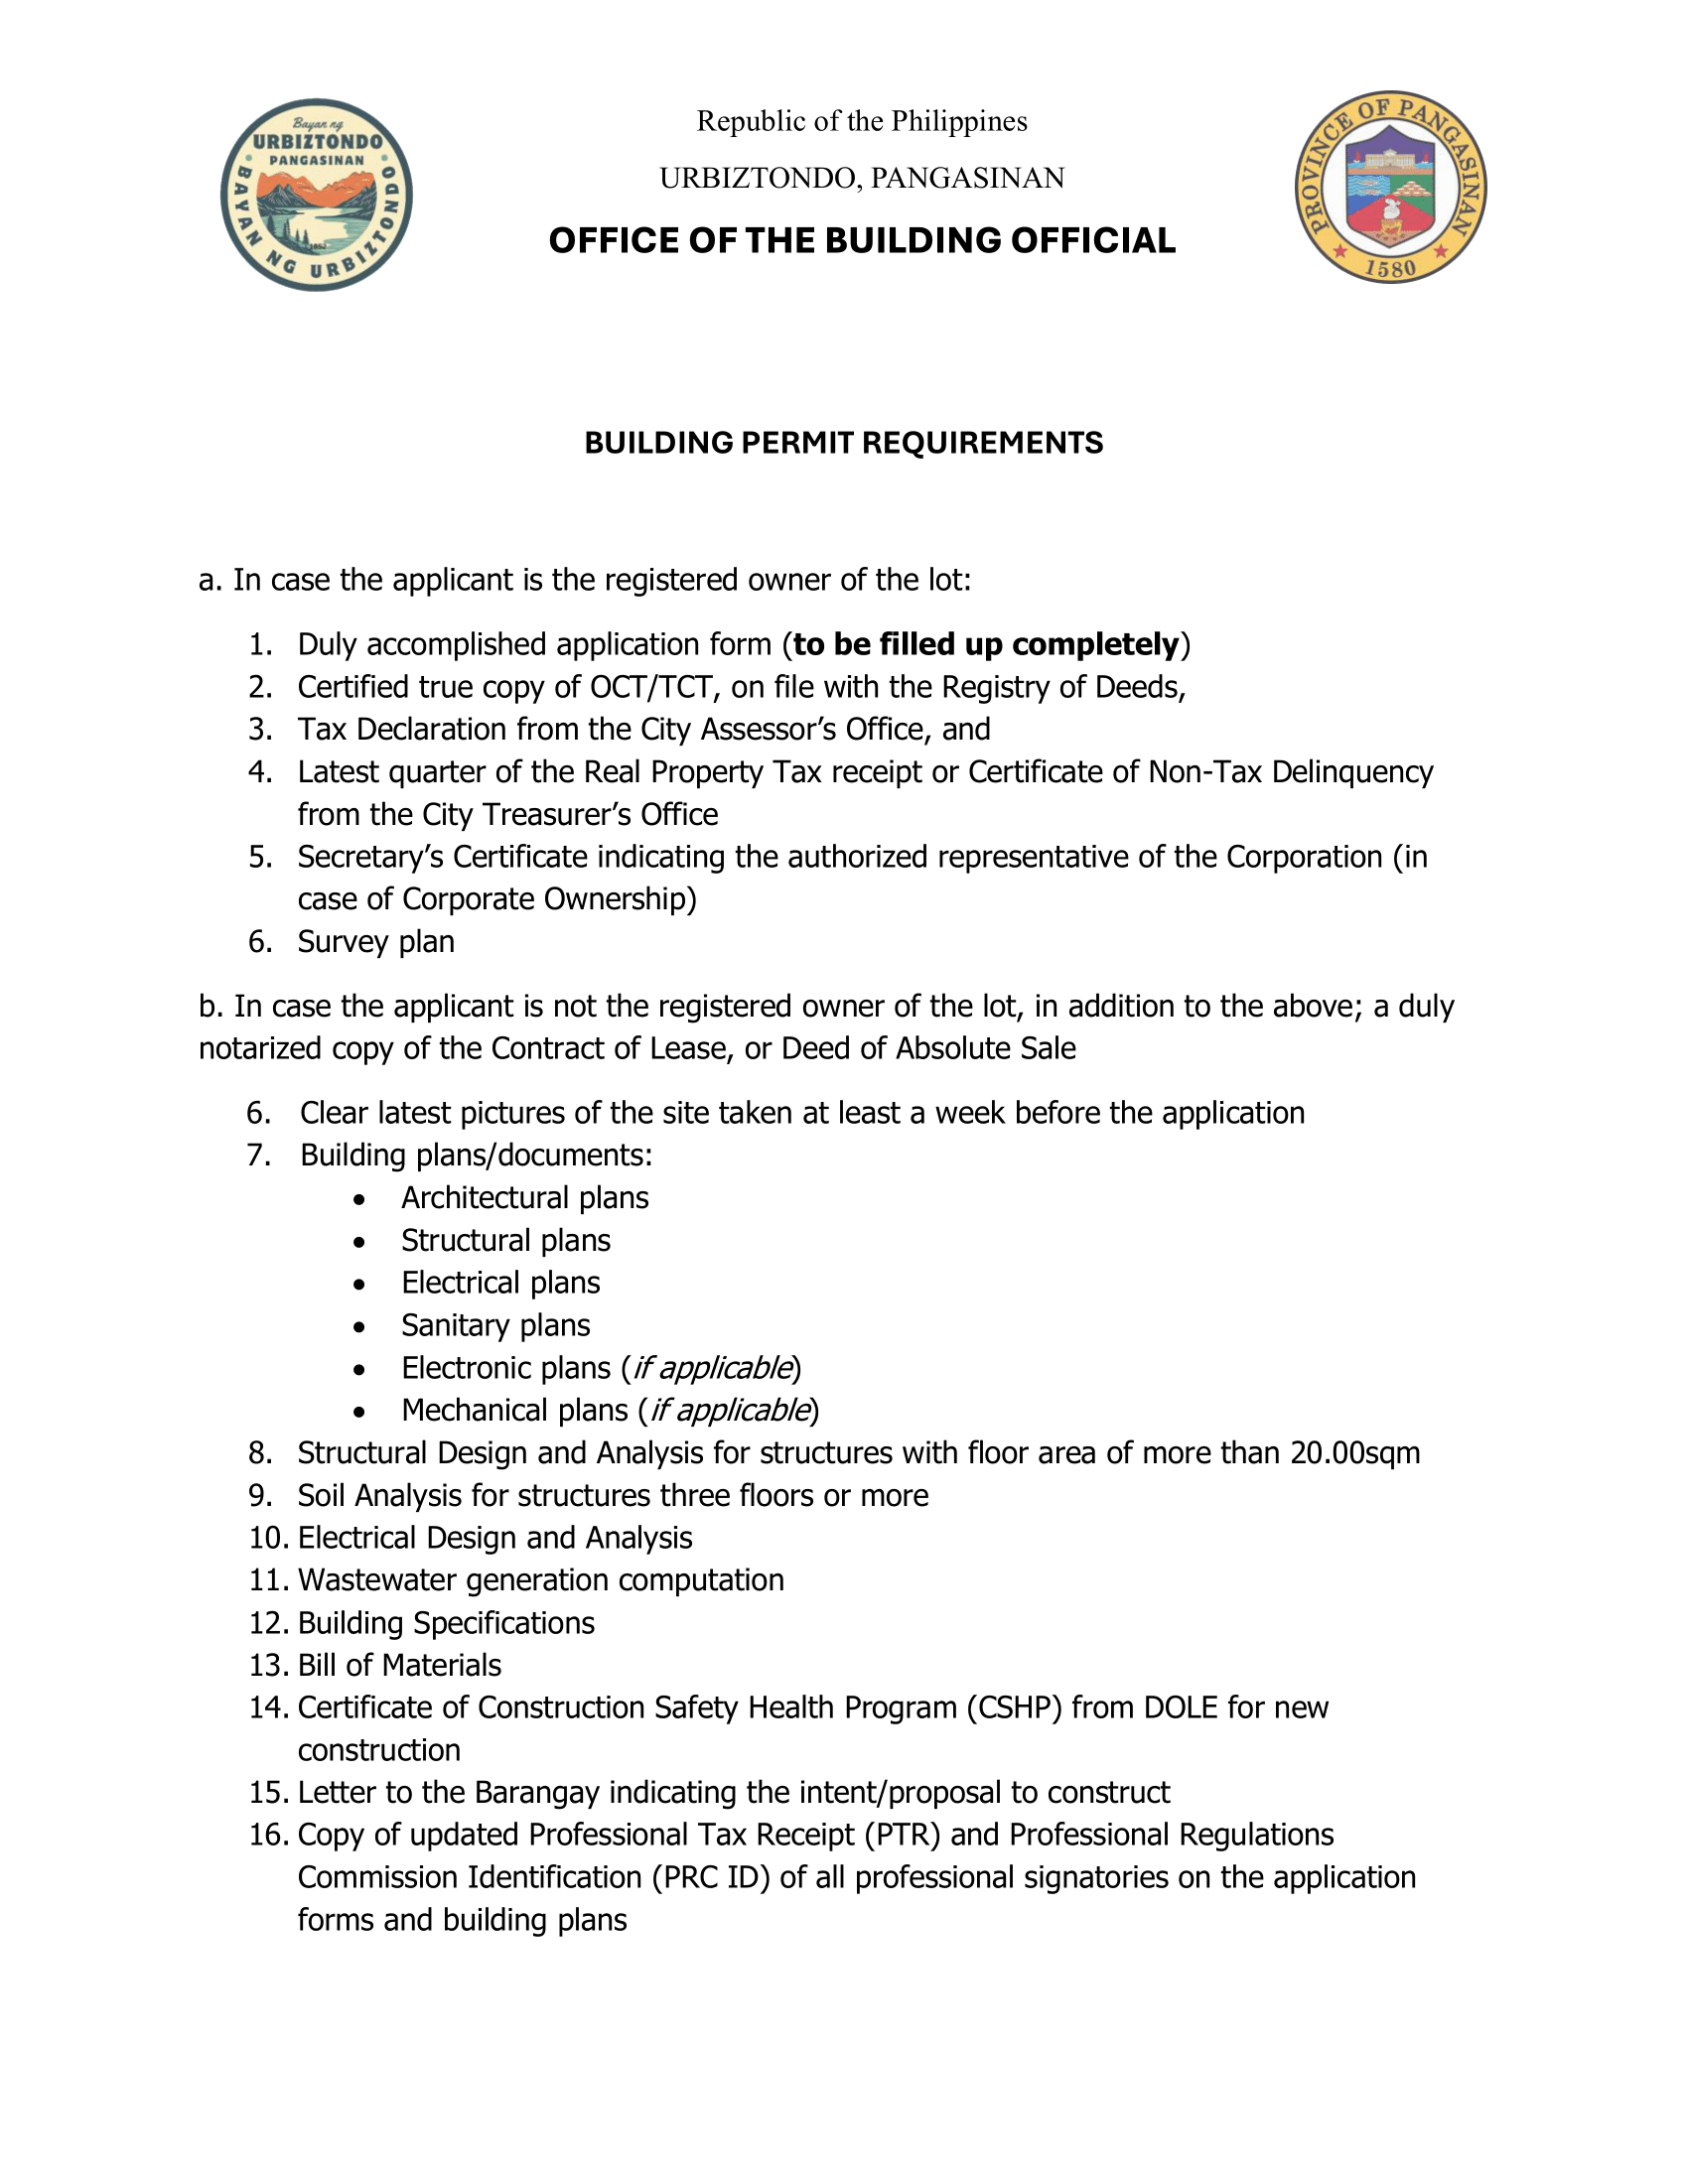 Bayan ng
URBIZTONDO
PANGASINAN
BAYAN NG URBIZTONDO
1852
Republic of the Philippines
URBIZTONDO, PANGASINAN
OFFICE OF THE BUILDING OFFICIAL
PROVINCE OF PANGASINAN
1580
BUILDING PERMIT REQUIREMENTS
a. In case the applicant is the registered owner of the lot:
1. Duly accomplished application form (to be filled up completely)
2. Certified true copy of OCT/TCT, on file with the Registry of Deeds,
3. Tax Declaration from the City Assessor’s Office, and
4. Latest quarter of the Real Property Tax receipt or Certificate of Non-Tax Delinquency
from the City Treasurer’s Office
5. Secretary’s Certificate indicating the authorized representative of the Corporation (in
case of Corporate Ownership)
6. Survey plan
b. In case the applicant is not the registered owner of the lot, in addition to the above; a duly
notarized copy of the Contract of Lease, or Deed of Absolute Sale
6. Clear latest pictures of the site taken at least a week before the application
7. Building plans/documents:
• Architectural plans
• Structural plans
• Electrical plans
• Sanitary plans
• Electronic plans (if applicable)
• Mechanical plans (if applicable)
8. Structural Design and Analysis for structures with floor area of more than 20.00sqm
9. Soil Analysis for structures three floors or more
10. Electrical Design and Analysis
11. Wastewater generation computation
12. Building Specifications
13. Bill of Materials
14. Certificate of Construction Safety Health Program (CSHP) from DOLE for new
construction
15. Letter to the Barangay indicating the intent/proposal to construct
16. Copy of updated Professional Tax Receipt (PTR) and Professional Regulations
Commission Identification (PRC ID) of all professional signatories on the application
forms and building plans